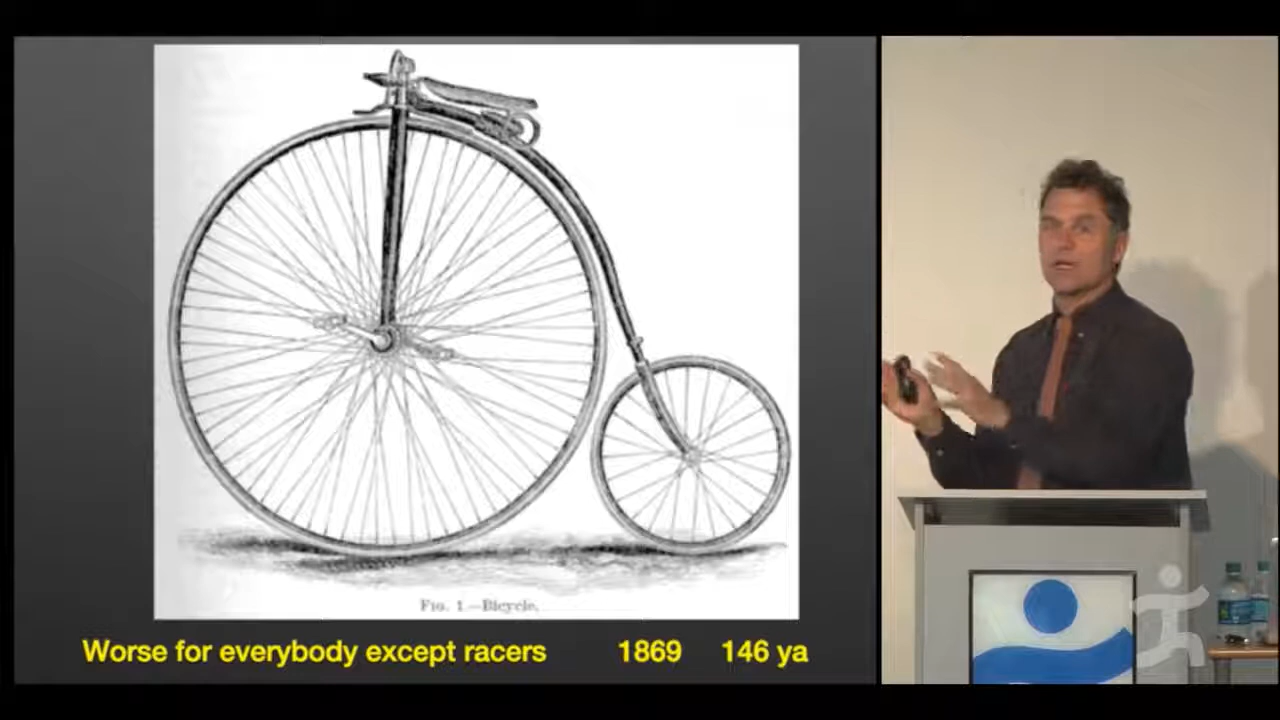 Fig. 1.—Bicycle.
Worse for everybody except racers 1869 146 ya